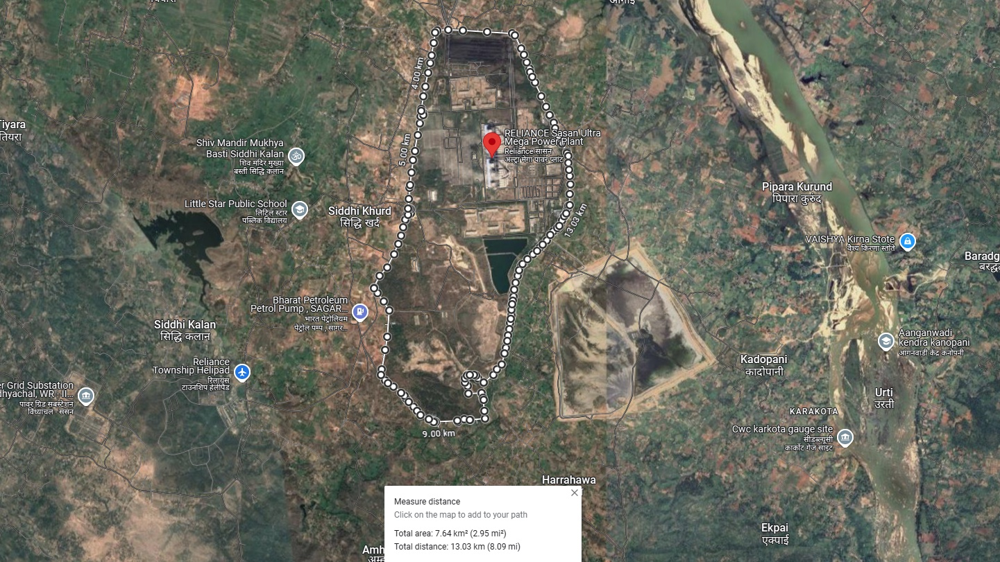 4.00 km
Tiyara
तियरा
RELIANCE Sasan Ultra
Mega Power Plant
Reliance सासन
अल्ट्रा मेगा पावर प्लांट
Shiv Mandir Mukhya
Basti Siddhi Kalan
शिव मंदिर मुख्या
बस्ती सिद्धि कलान
5.00 km
Pipara Kurund
पिपारा कुरुंद
Little Star Public School
लिटिल स्टार
पब्लिक विद्यालय
Siddhi Khurd
सिद्धि खर्द
13.03 km
VAISHYA Kirna Stote
वैश्य किरणा स्तोते
Bharat Petroleum
Petrol Pump , SAGAR...
भारत पेट्रोलियम
पेट्रोल पम्प , सागर...
Siddhi Kalan
सिद्धि कलान
Aanganwadi
kendra kanopani
आंगनवाडी केंद्र कनोपनी
Reliance
Township Helipad
रिलायंस
टाउनशिप हेलीपैड
Kadopani
कादोपानी
er Grid Substation
dhyachal, WR - II...
पावर ग्रिड सबस्टेशन
विंध्याचल - ससन
Urti
उरती
KARAKOTA
Cwc karkota gauge site
सीडब्ल्यूसी
कार्कोट गेज साइट
9.00 km
Harrahawa
Measure distance
Click on the map to add to your path
Total area: 7.64 km² (2.95 mi²)
Total distance: 13.03 km (8.09 mi)
Ekpai
एक्पाई